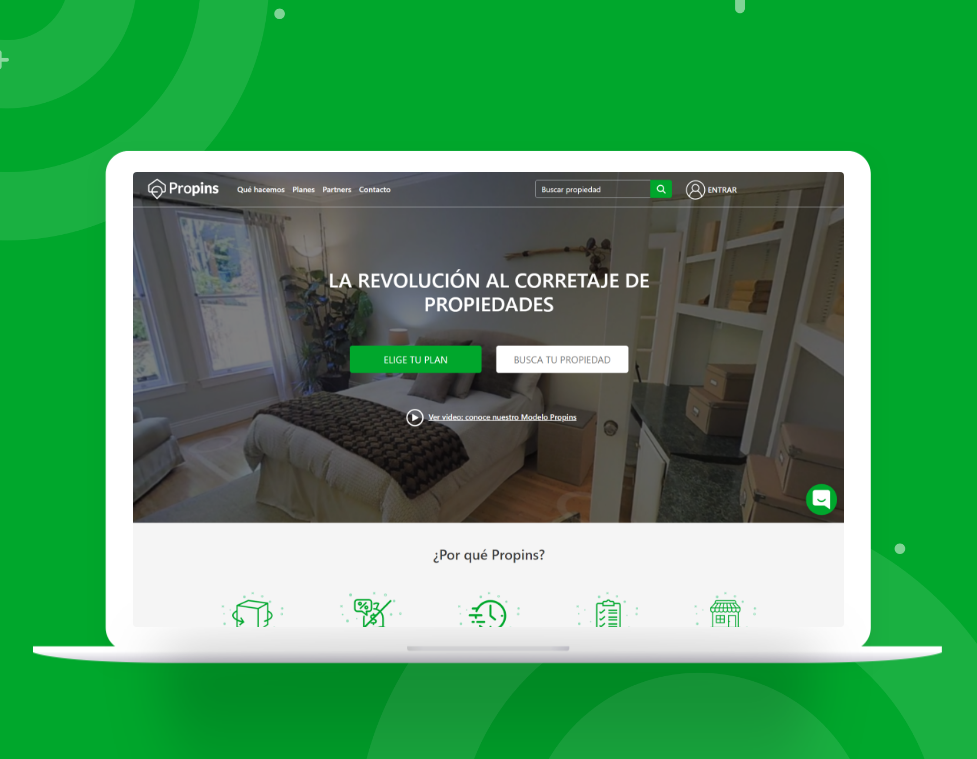 Propins
Qué hacemos Planes Partners Contacto
Buscar propiedad
ENTRAR
LA REVOLUCIÓN AL CORRETAJE DE
PROPIEDADES
ELIGE TU PLAN
BUSCA TU PROPIEDAD
Ver video: conoce nuestro Modelo Propins
¿Por qué Propins?